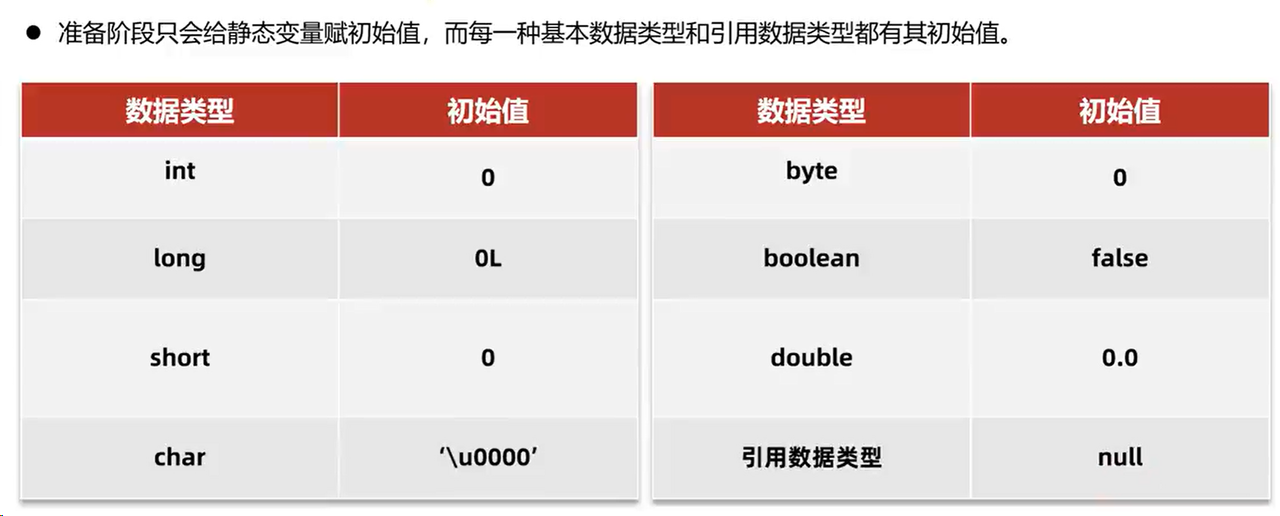 ● 准备阶段只会给静态变量赋初始值，而每一种基本数据类型和引用数据类型都有其初始值。
数据类型 初始值 数据类型 初始值
int 0 byte 0
long 0L boolean false
short 0 double 0.0
char ‘\u0000’ 引用数据类型 null